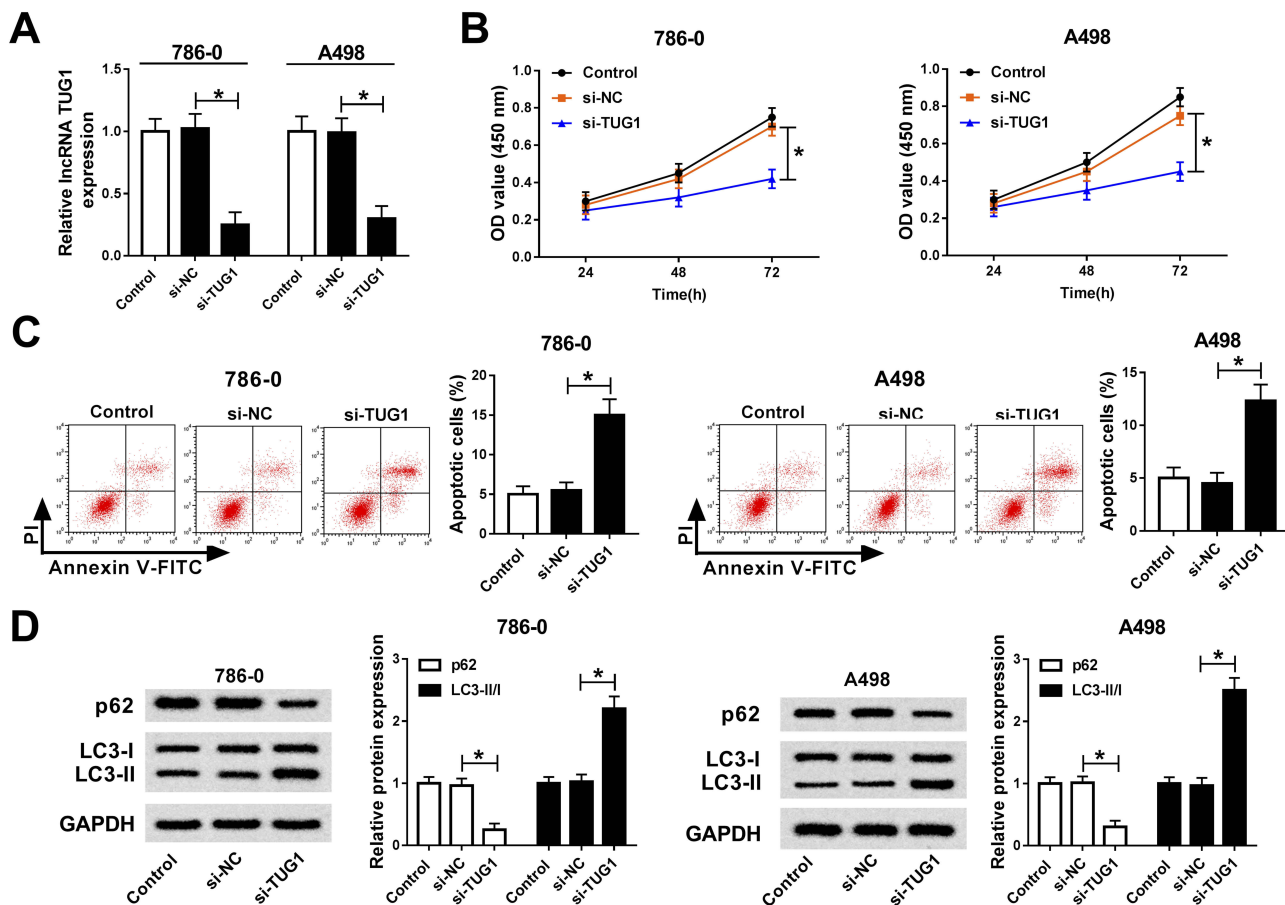 A
786-0
A498
Relative lncRNA TUG1
expression
1.5
1.0
0.5
0.0
*
*
Control
si-NC
si-TUG1
Control
si-NC
si-TUG1
B
786-0
OD value (450 nm)
1.0
0.8
0.6
0.4
0.2
0.0
Control
si-NC
si-TUG1
*
24
48
72
Time(h)
A498
OD value (450 nm)
1.0
0.8
0.6
0.4
0.2
0.0
Control
si-NC
si-TUG1
*
24
48
72
Time(h)
C
786-0
Control
si-NC
si-TUG1
PI
Annexin V-FITC
786-0
Apoptotic cells (%)
20
15
10
5
0
*
Control
si-NC
si-TUG1
A498
Control
si-NC
si-TUG1
PI
Annexin V-FITC
A498
Apoptotic cells (%)
15
10
5
0
*
Control
si-NC
si-TUG1
D
786-0
p62
LC3-I
LC3-II
GAPDH
Control
si-NC
si-TUG1
786-0
Relative protein expression
3
2
1
0
p62
LC3-II/I
*
*
Control
si-NC
si-TUG1
Control
si-NC
si-TUG1
A498
p62
LC3-I
LC3-II
GAPDH
Control
si-NC
si-TUG1
A498
Relative protein expression
3
2
1
0
p62
LC3-II/I
*
*
Control
si-NC
si-TUG1
Control
si-NC
si-TUG1